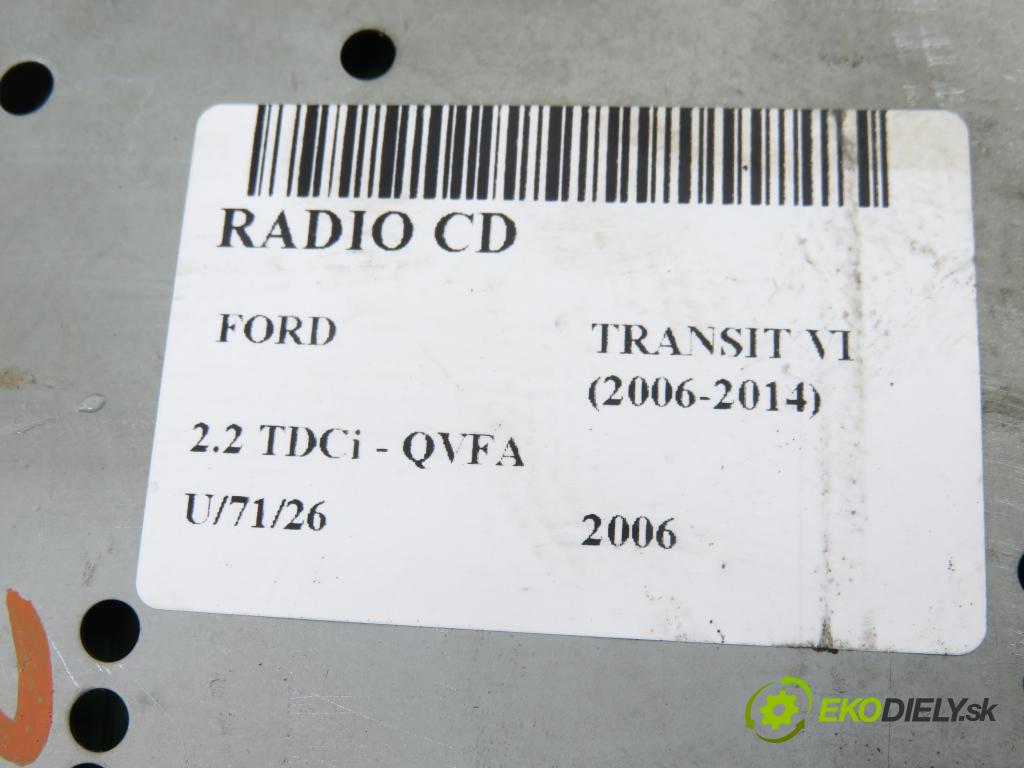 RADIO CD
FORD TRANSIT VI
(2006-2014)
2.2 TDCi - QVFA
U/71/26 2006
EKODIELY.sk